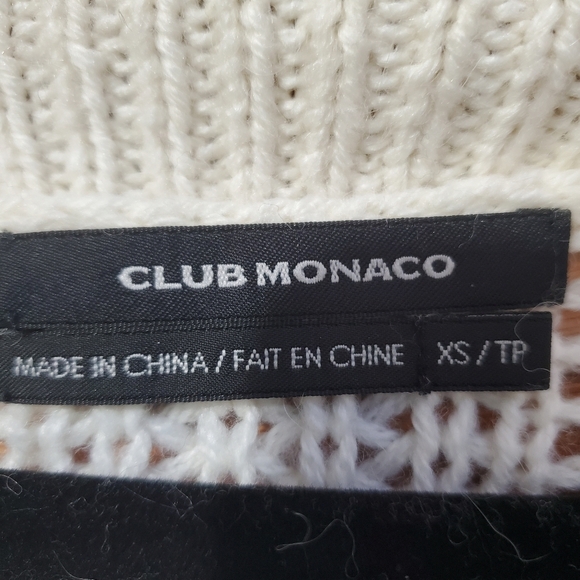 CLUB MONACO
MADE IN CHINA / FAIT EN CHINE
XS / TP